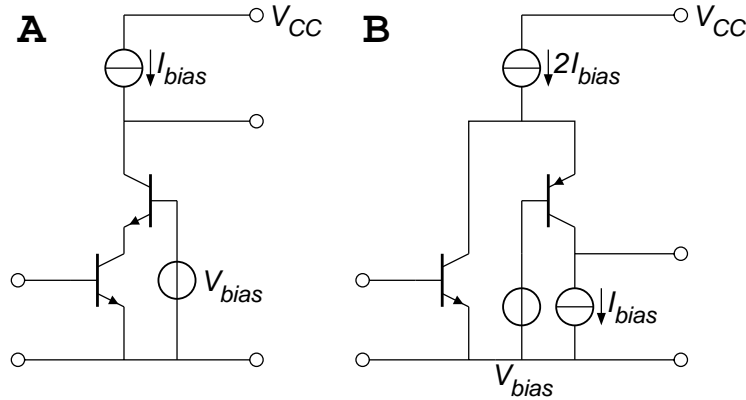 A
V_CC
I_bias
V_bias
B
V_CC
2I_bias
I_bias
V_bias